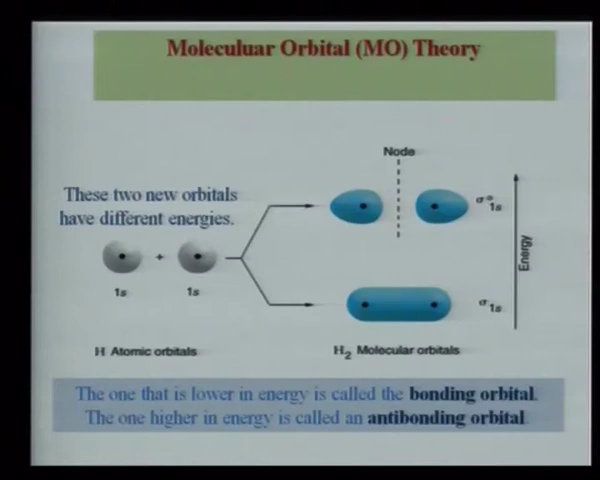 Moleculuar Orbital (MO) Theory
Node
These two new orbitals
have different energies.
σ*1s
+
Energy
1s
1s
σ1s
H Atomic orbitals
H2 Molecular orbitals
The one that is lower in energy is called the bonding orbital.
The one higher in energy is called an antibonding orbital